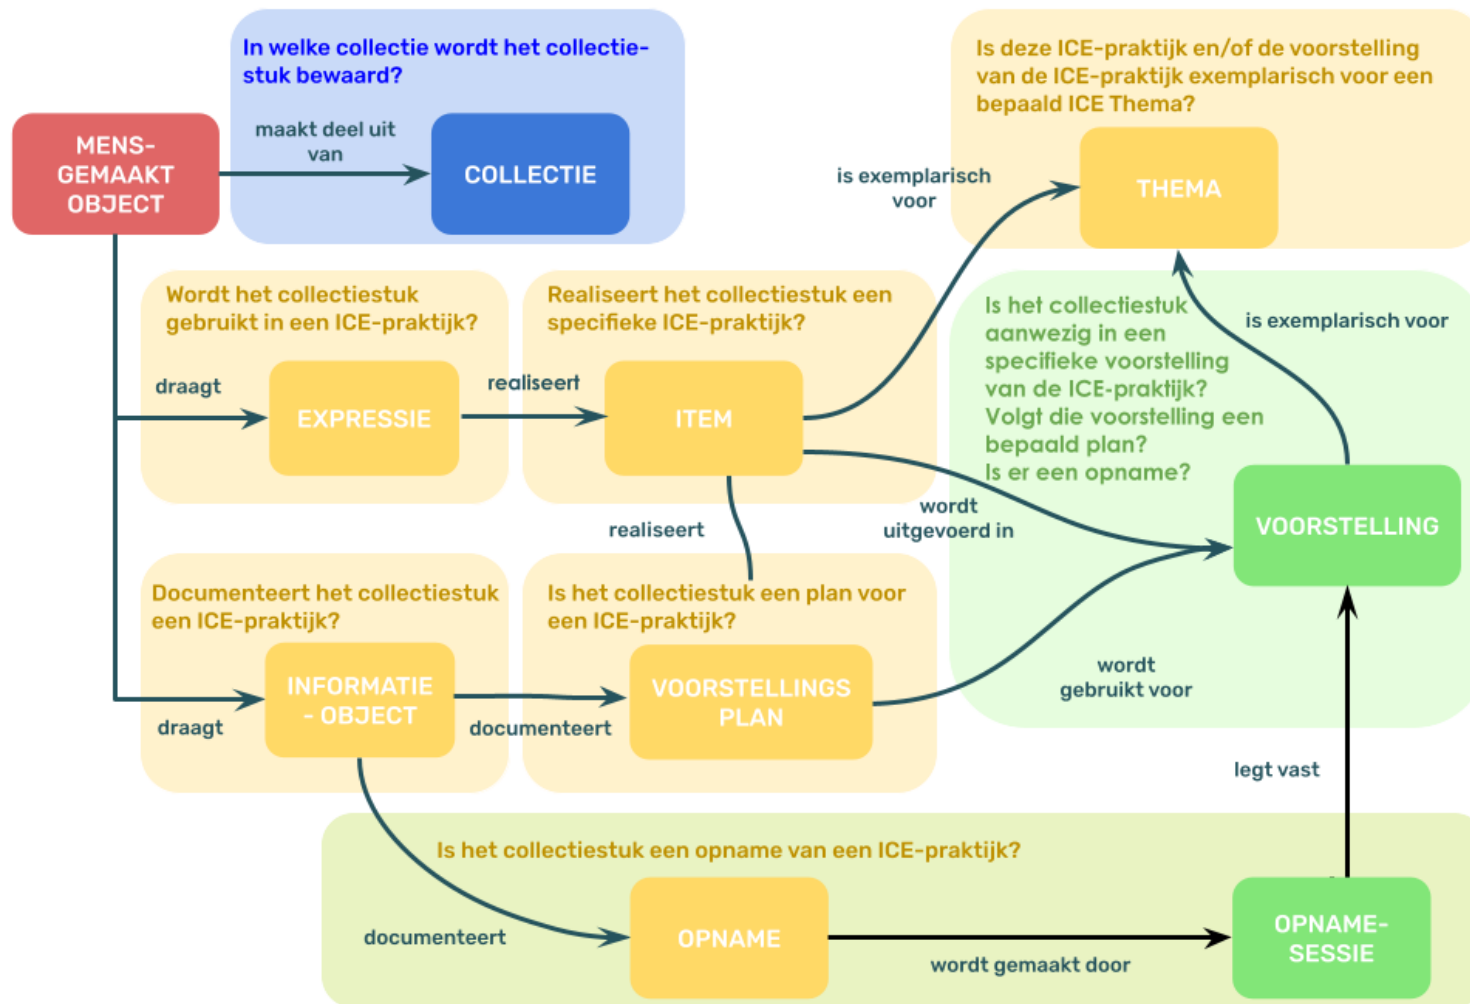 In welke collectie wordt het collectie-
stuk bewaard?
MENS-
GEMAAKT
OBJECT
maakt deel uit
van
COLLECTIE
Is deze ICE-praktijk en/of de voorstelling
van de ICE-praktijk exemplarisch voor een
bepaald ICE Thema?
is exemplarisch
voor
THEMA
Wordt het collectiestuk
gebruikt in een ICE-praktijk?
draagt
EXPRESSIE
realiseert
Realiseert het collectiestuk een
specifieke ICE-praktijk?
ITEM
Is het collectiestuk
aanwezig in een
specifieke voorstelling
van de ICE-praktijk?
Volgt die voorstelling een
bepaald plan?
Is er een opname?
is exemplarisch voor
wordt
uitgevoerd in
VOORSTELLING
realiseert
Documenteert het collectiestuk
een ICE-praktijk?
draagt
INFORMATIE
- OBJECT
documenteert
Is het collectiestuk een plan voor
een ICE-praktijk?
VOORSTELLINGS
PLAN
wordt
gebruikt voor
legt vast
Is het collectiestuk een opname van een ICE-praktijk?
documenteert
OPNAME
wordt gemaakt door
OPNAME-
SESSIE